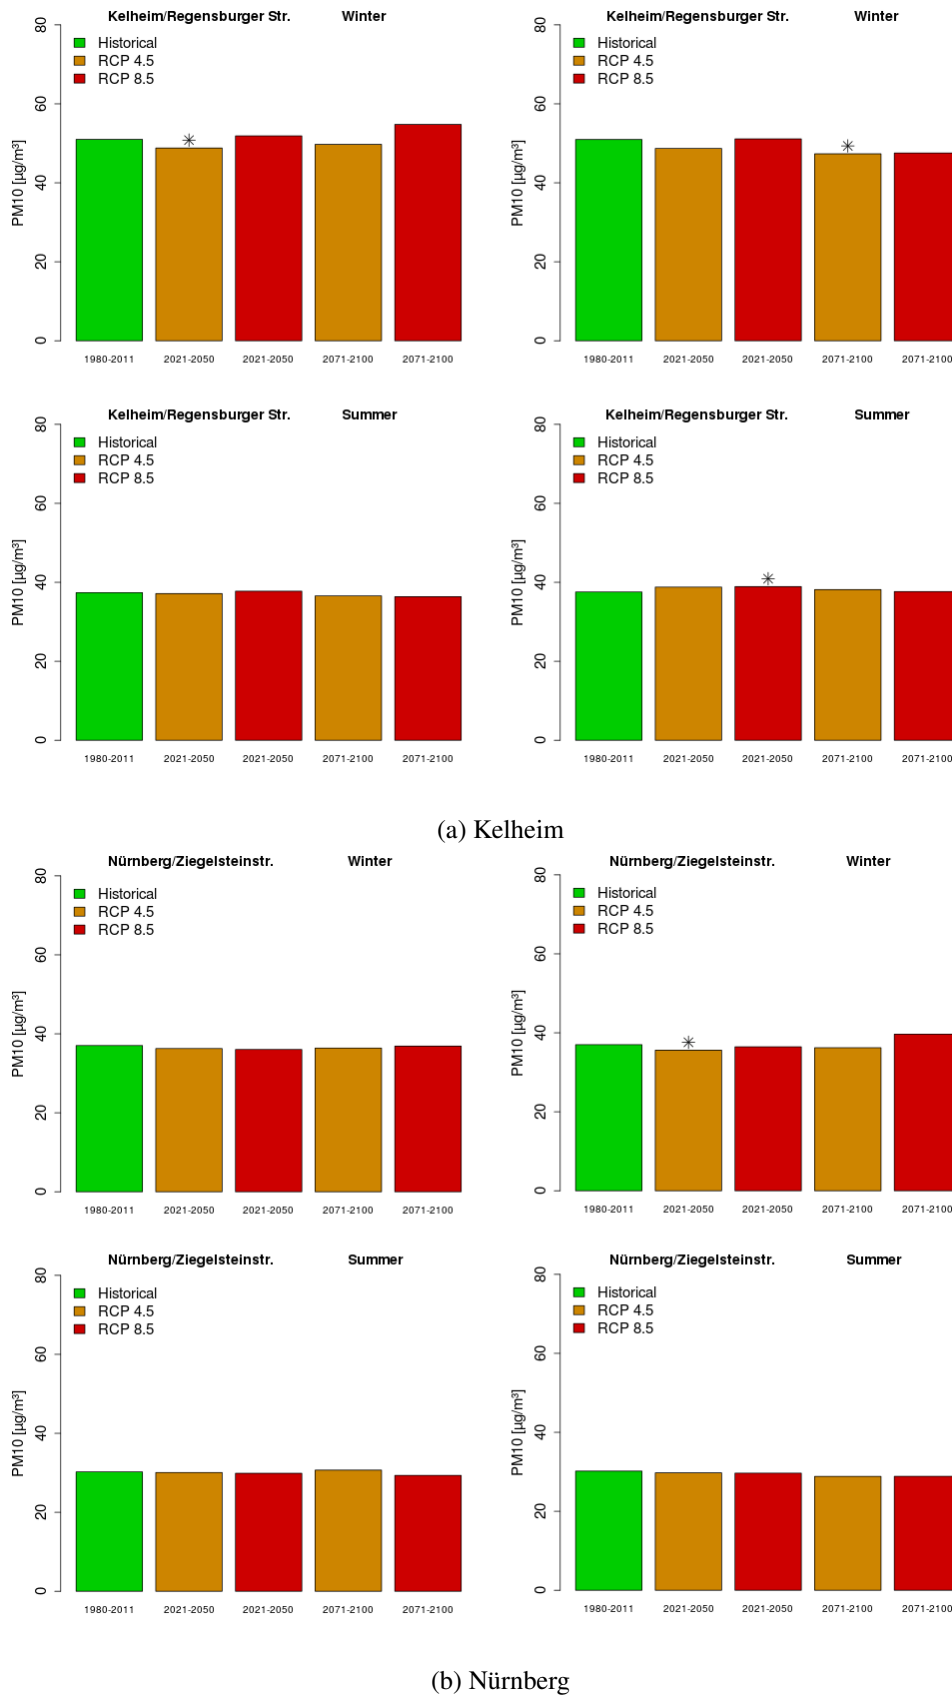 Kelheim/Regensburger Str. Winter
Historical
RCP 4.5
RCP 8.5
PM10 [µg/m³]
0 20 40 60 80
1980-2011 2021-2050 2021-2050 2071-2100 2071-2100
Kelheim/Regensburger Str. Winter
Historical
RCP 4.5
RCP 8.5
PM10 [µg/m³]
0 20 40 60 80
1980-2011 2021-2050 2021-2050 2071-2100 2071-2100
Kelheim/Regensburger Str. Summer
Historical
RCP 4.5
RCP 8.5
PM10 [µg/m³]
0 20 40 60 80
1980-2011 2021-2050 2021-2050 2071-2100 2071-2100
Kelheim/Regensburger Str. Summer
Historical
RCP 4.5
RCP 8.5
PM10 [µg/m³]
0 20 40 60 80
1980-2011 2021-2050 2021-2050 2071-2100 2071-2100
(a) Kelheim
Nürnberg/Ziegelsteinstr. Winter
Historical
RCP 4.5
RCP 8.5
PM10 [µg/m³]
0 20 40 60 80
1980-2011 2021-2050 2021-2050 2071-2100 2071-2100
Nürnberg/Ziegelsteinstr. Winter
Historical
RCP 4.5
RCP 8.5
PM10 [µg/m³]
0 20 40 60 80
1980-2011 2021-2050 2021-2050 2071-2100 2071-2100
Nürnberg/Ziegelsteinstr. Summer
Historical
RCP 4.5
RCP 8.5
PM10 [µg/m³]
0 20 40 60 80
1980-2011 2021-2050 2021-2050 2071-2100 2071-2100
Nürnberg/Ziegelsteinstr. Summer
Historical
RCP 4.5
RCP 8.5
PM10 [µg/m³]
0 20 40 60 80
1980-2011 2021-2050 2021-2050 2071-2100 2071-2100
(b) Nürnberg